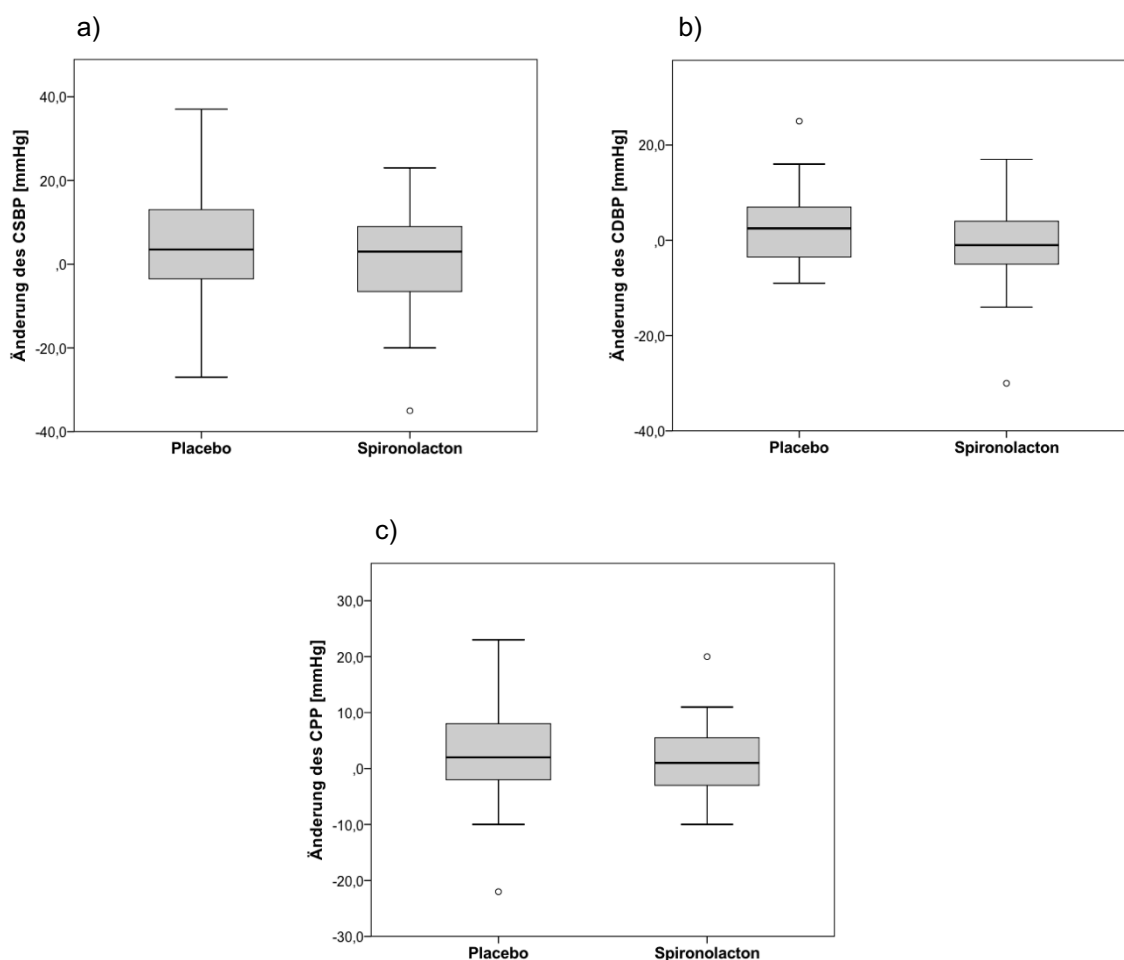 a)
Änderung des CSBP [mmHg]
40,0
20,0
,0
-20,0
-40,0
Placebo Spironolacton
b)
Änderung des CDBP [mmHg]
20,0
,0
-20,0
-40,0
Placebo Spironolacton
c)
Änderung des CPP [mmHg]
30,0
20,0
10,0
,0
-10,0
-20,0
-30,0
Placebo Spironolacton